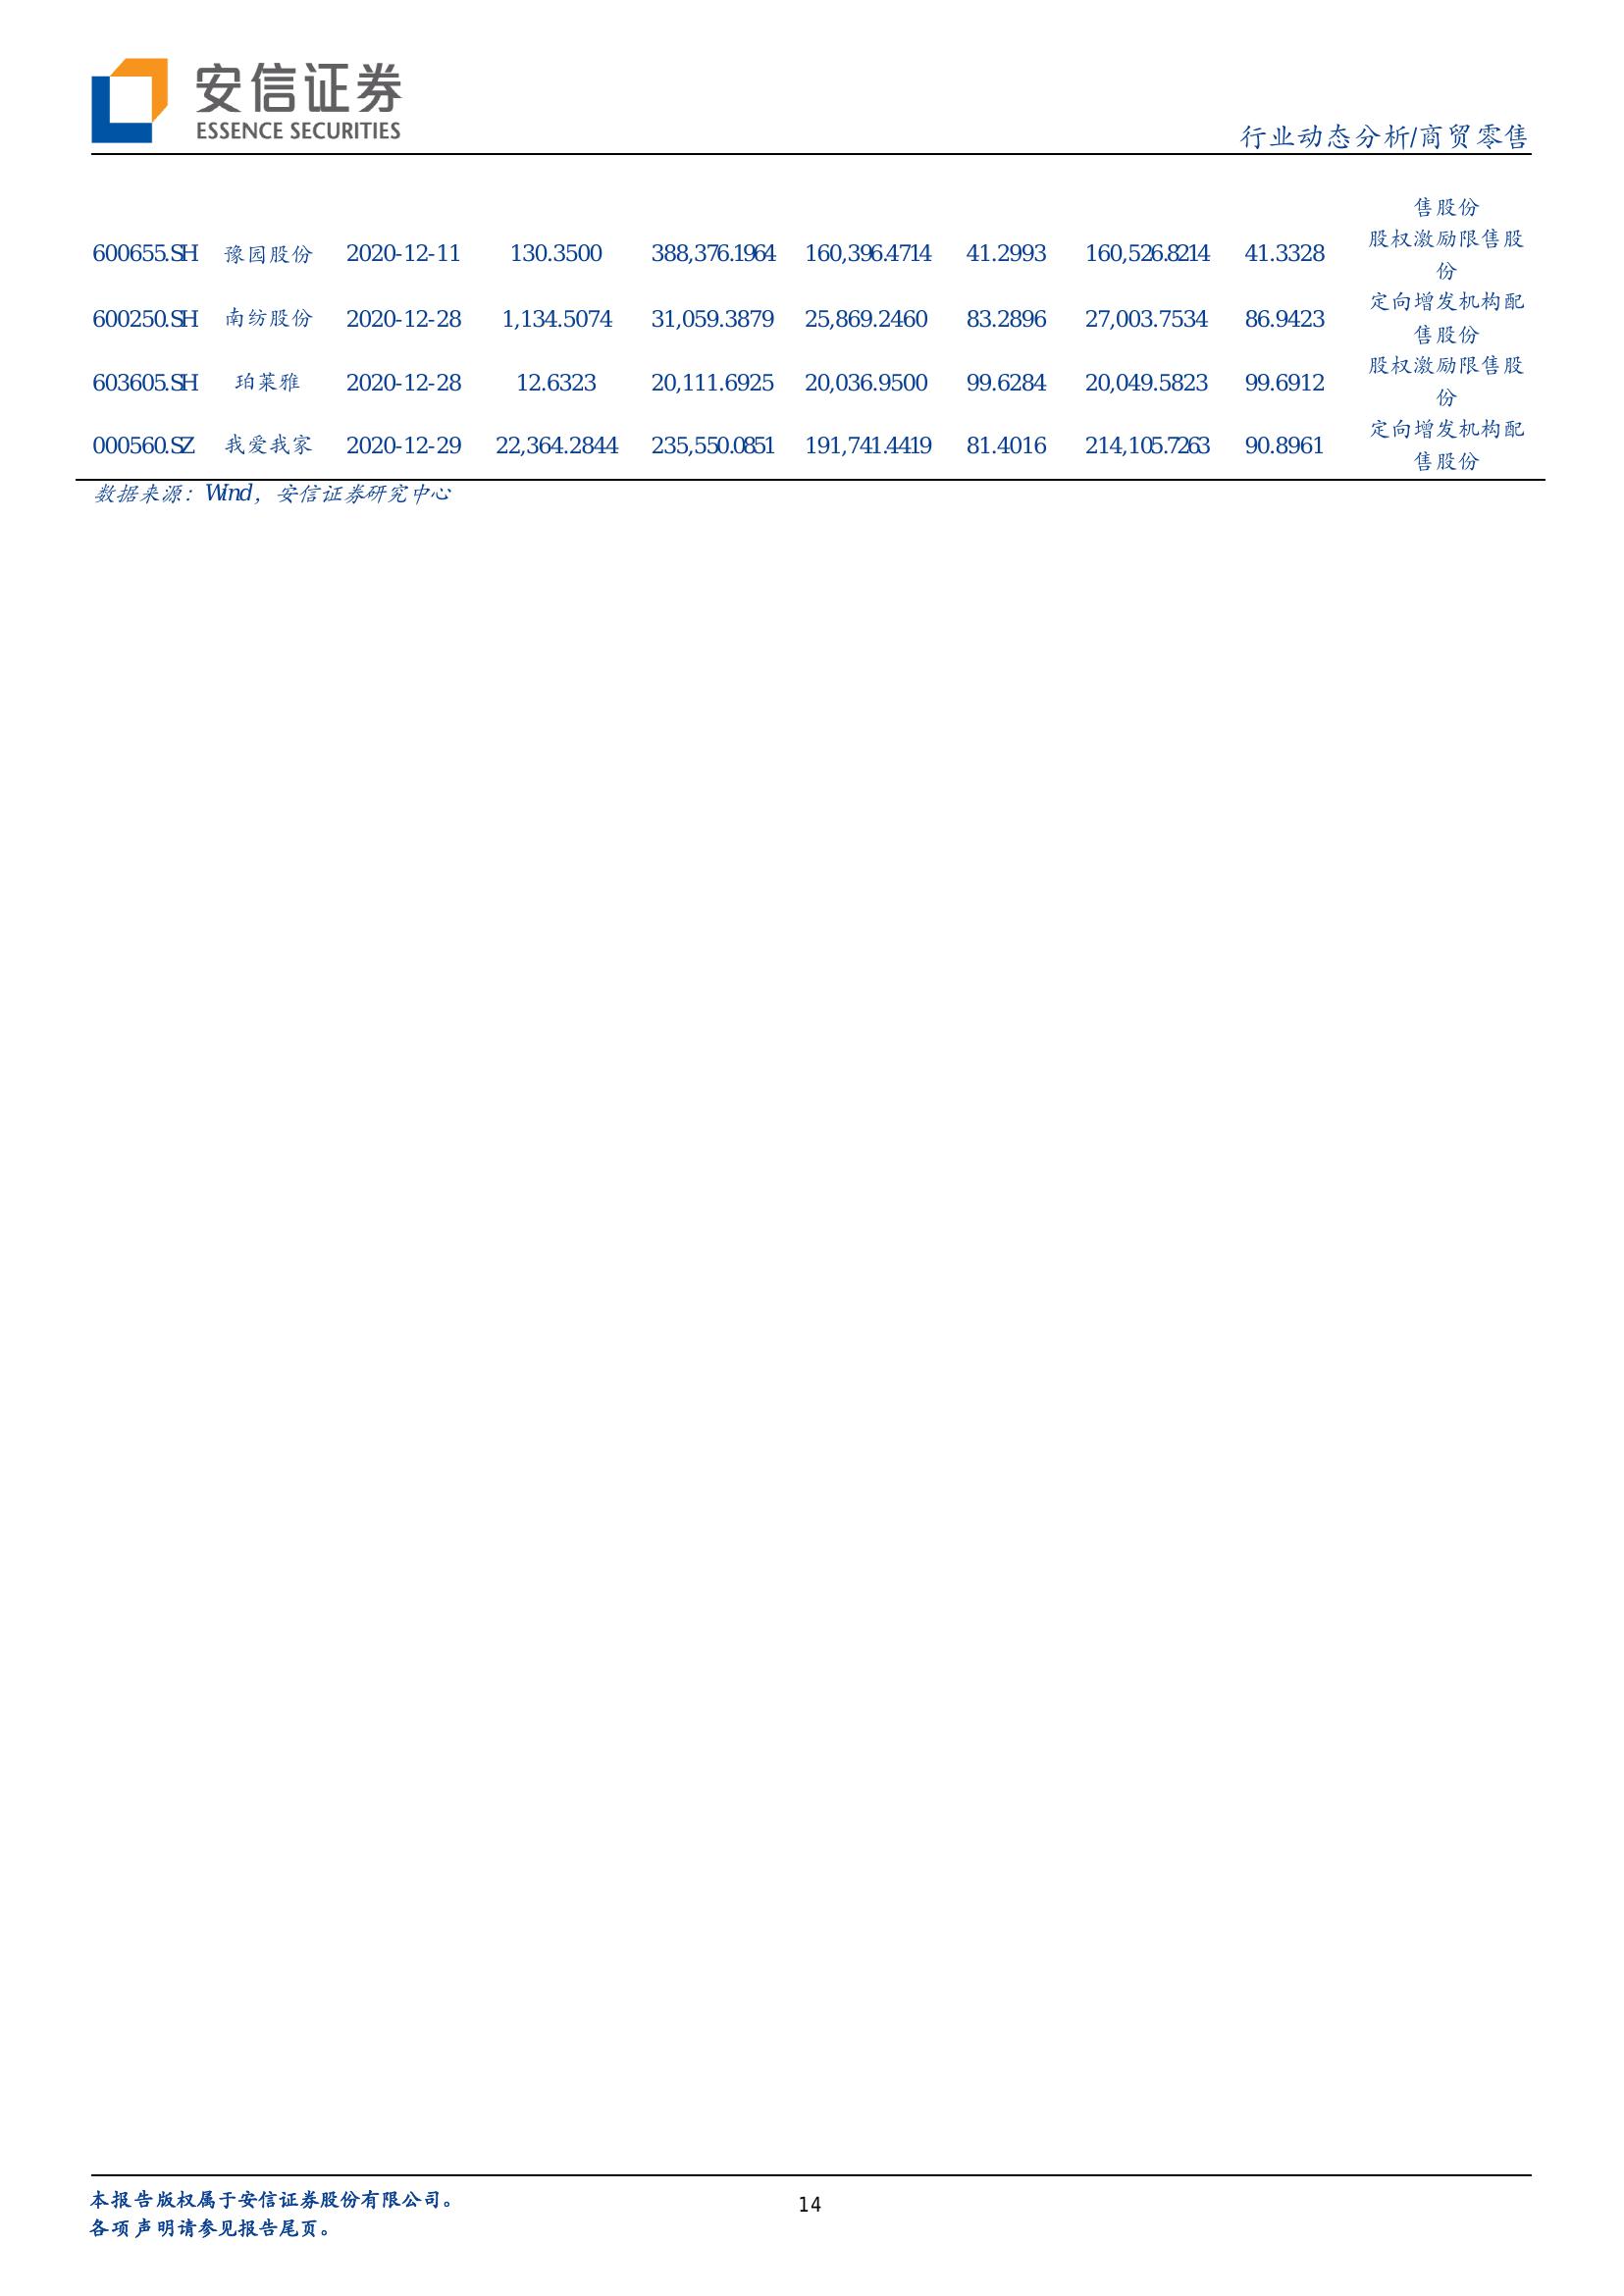 安信证券
ESSENCE SECURITIES
行业动态分析/商贸零售
售股份
600655.SH 豫园股份 2020-12-11 130.3500 388,376.1964 160,396.4714 41.2993 160,526.8214 41.3328 股权激励限售股
份
600250.SH 南纺股份 2020-12-28 1,134.5074 31,059.3879 25,869.2460 83.2896 27,003.7534 86.9423 定向增发机构配
售股份
603605.SH 珀莱雅 2020-12-28 12.6323 20,111.6925 20,036.9500 99.6284 20,049.5823 99.6912 股权激励限售股
份
000560.SZ 我爱我家 2020-12-29 22,364.2844 235,550.0851 191,741.4419 81.4016 214,105.7263 90.8961 定向增发机构配
售股份
数据来源：Wind，安信证券研究中心
本报告版权属于安信证券股份有限公司。
各项声明请参见报告尾页。
14